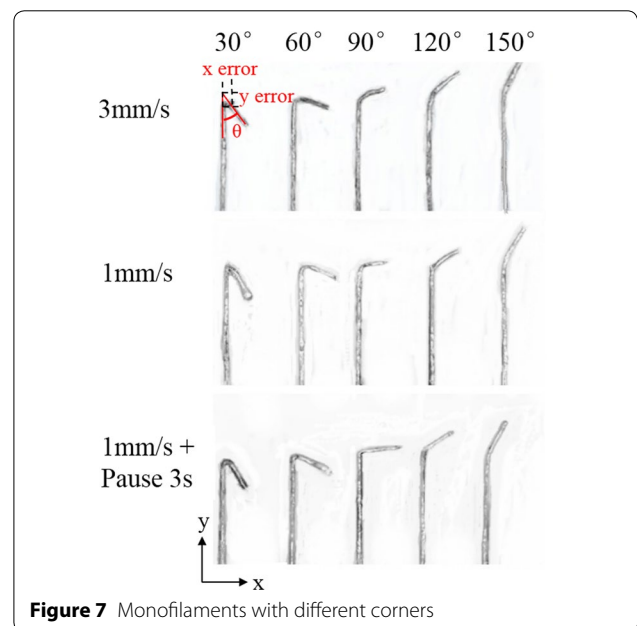 30° 60° 90° 120° 150°
x error
y error
3mm/s
θ
1mm/s
1mm/s +
Pause 3s
y
x
Figure 7 Monofilaments with different corners